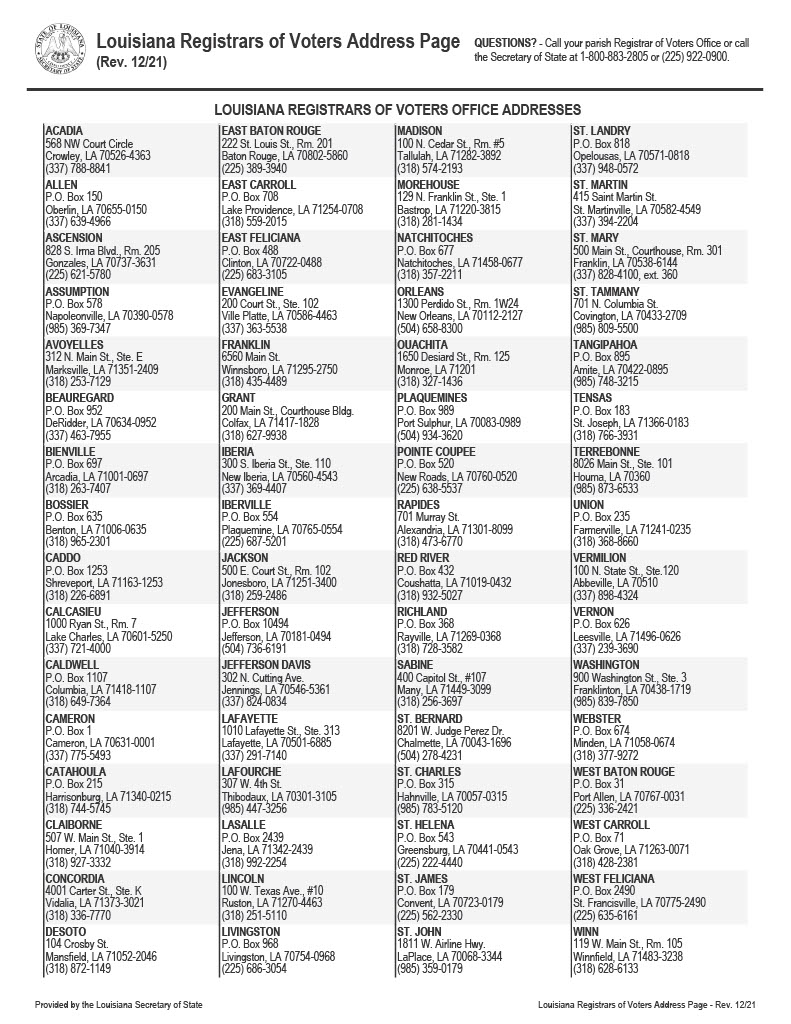 STATE OF LOUISIANA
SECRETARY OF STATE
Louisiana Registrars of Voters Address Page
(Rev. 12/21)
QUESTIONS? - Call your parish Registrar of Voters Office or call
the Secretary of State at 1-800-883-2805 or (225) 922-0900.
LOUISIANA REGISTRARS OF VOTERS OFFICE ADDRESSES
ACADIA
568 NW Court Circle
Crowley, LA 70526-4363
(337) 788-8841
ALLEN
P.O. Box 150
Oberlin, LA 70655-0150
(337) 639-4966
ASCENSION
828 S. Irma Blvd., Rm. 205
Gonzales, LA 70737-3631
(225) 621-5780
ASSUMPTION
P.O. Box 578
Napoleonville, LA 70390-0578
(985) 369-7347
AVOYELLES
312 N. Main St., Ste. E
Marksville, LA 71351-2409
(318) 253-7129
BEAUREGARD
P.O. Box 952
DeRidder, LA 70634-0952
(337) 463-7955
BIENVILLE
P.O. Box 697
Arcadia, LA 71001-0697
(318) 263-7407
BOSSIER
P.O. Box 635
Benton, LA 71006-0635
(318) 965-2301
CADDO
P.O. Box 1253
Shreveport, LA 71163-1253
(318) 226-6891
CALCASIEU
1000 Ryan St., Rm. 7
Lake Charles, LA 70601-5250
(337) 721-4000
CALDWELL
P.O. Box 1107
Columbia, LA 71418-1107
(318) 649-7364
CAMERON
P.O. Box 1
Cameron, LA 70631-0001
(337) 775-5493
CATAHOULA
P.O. Box 215
Harrisonburg, LA 71340-0215
(318) 744-5745
CLAIBORNE
507 W. Main St., Ste. 1
Homer, LA 71040-3914
(318) 927-3332
CONCORDIA
4001 Carter St., Ste. K
Vidalia, LA 71373-3021
(318) 336-7770
DESOTO
104 Crosby St.
Mansfield, LA 71052-2046
(318) 872-1149
EAST BATON ROUGE
222 St. Louis St., Rm. 201
Baton Rouge, LA 70802-5860
(225) 389-3940
EAST CARROLL
P.O. Box 708
Lake Providence, LA 71254-0708
(318) 559-2015
EAST FELICIANA
P.O. Box 488
Clinton, LA 70722-0488
(225) 683-3105
EVANGELINE
200 Court St., Ste. 102
Ville Platte, LA 70586-4463
(337) 363-5538
FRANKLIN
6560 Main St.
Winnsboro, LA 71295-2750
(318) 435-4489
GRANT
200 Main St., Courthouse Bldg.
Colfax, LA 71417-1828
(318) 627-9938
IBERIA
300 S. Iberia St., Ste. 110
New Iberia, LA 70560-4543
(337) 369-4407
IBERVILLE
P.O. Box 554
Plaquemine, LA 70765-0554
(225) 687-5201
JACKSON
500 E. Court St., Rm. 102
Jonesboro, LA 71251-3400
(318) 259-2486
JEFFERSON
P.O. Box 10494
Jefferson, LA 70181-0494
(504) 736-6191
JEFFERSON DAVIS
302 N. Cutting Ave.
Jennings, LA 70546-5361
(337) 824-0834
LAFAYETTE
1010 Lafayette St., Ste. 313
Lafayette, LA 70501-6885
(337) 291-7140
LAFOURCHE
307 W. 4th St.
Thibodaux, LA 70301-3105
(985) 447-3256
LASALLE
P.O. Box 2439
Jena, LA 71342-2439
(318) 992-2254
LINCOLN
100 W. Texas Ave., #10
Ruston, LA 71270-4463
(318) 251-5110
LIVINGSTON
P.O. Box 968
Livingston, LA 70754-0968
(225) 686-3054
MADISON
100 N. Cedar St., Rm. #5
Tallulah, LA 71282-3892
(318) 574-2193
MOREHOUSE
129 N. Franklin St., Ste. 1
Bastrop, LA 71220-3815
(318) 281-1434
NATCHITOCHES
P.O. Box 677
Natchitoches, LA 71458-0677
(318) 357-2211
ORLEANS
1300 Perdido St., Rm. 1W24
New Orleans, LA 70112-2127
(504) 658-8300
OUACHITA
1650 Desiard St., Rm. 125
Monroe, LA 71201
(318) 327-1436
PLAQUEMINES
P.O. Box 989
Port Sulphur, LA 70083-0989
(504) 934-3620
POINTE COUPEE
P.O. Box 520
New Roads, LA 70760-0520
(225) 638-5537
RAPIDES
701 Murray St.
Alexandria, LA 71301-8099
(318) 473-6770
RED RIVER
P.O. Box 432
Coushatta, LA 71019-0432
(318) 932-5027
RICHLAND
P.O. Box 368
Rayville, LA 71269-0368
(318) 728-3582
SABINE
400 Capitol St., #107
Many, LA 71449-3099
(318) 256-3697
ST. BERNARD
8201 W. Judge Perez Dr.
Chalmette, LA 70043-1696
(504) 278-4231
ST. CHARLES
P.O. Box 315
Hahnville, LA 70057-0315
(985) 783-5120
ST. HELENA
P.O. Box 543
Greensburg, LA 70441-0543
(225) 222-4440
ST. JAMES
P.O. Box 179
Convent, LA 70723-0179
(225) 562-2330
ST. JOHN
1811 W. Airline Hwy.
LaPlace, LA 70068-3344
(985) 359-0179
ST. LANDRY
P.O. Box 818
Opelousas, LA 70571-0818
(337) 948-0572
ST. MARTIN
415 Saint Martin St.
St. Martinville, LA 70582-4549
(337) 394-2204
ST. MARY
500 Main St., Courthouse, Rm. 301
Franklin, LA 70538-6144
(337) 828-4100, ext. 360
ST. TAMMANY
701 N. Columbia St.
Covington, LA 70433-2709
(985) 809-5500
TANGIPAHOA
P.O. Box 895
Amite, LA 70422-0895
(985) 748-3215
TENSAS
P.O. Box 183
St. Joseph, LA 71366-0183
(318) 766-3931
TERREBONNE
8026 Main St., Ste. 101
Houma, LA 70360
(985) 873-6533
UNION
P.O. Box 235
Farmerville, LA 71241-0235
(318) 368-8660
VERMILION
100 N. State St., Ste.120
Abbeville, LA 70510
(337) 898-4324
VERNON
P.O. Box 626
Leesville, LA 71496-0626
(337) 239-3690
WASHINGTON
900 Washington St., Ste. 3
Franklinton, LA 70438-1719
(985) 839-7850
WEBSTER
P.O. Box 674
Minden, LA 71058-0674
(318) 377-9272
WEST BATON ROUGE
P.O. Box 31
Port Allen, LA 70767-0031
(225) 336-2421
WEST CARROLL
P.O. Box 71
Oak Grove, LA 71263-0071
(318) 428-2381
WEST FELICIANA
P.O. Box 2490
St. Francisville, LA 70775-2490
(225) 635-6161
WINN
119 W. Main St., Rm. 105
Winnfield, LA 71483-3238
(318) 628-6133
Provided by the Louisiana Secretary of State
Louisiana Registrars of Voters Address Page - Rev. 12/21